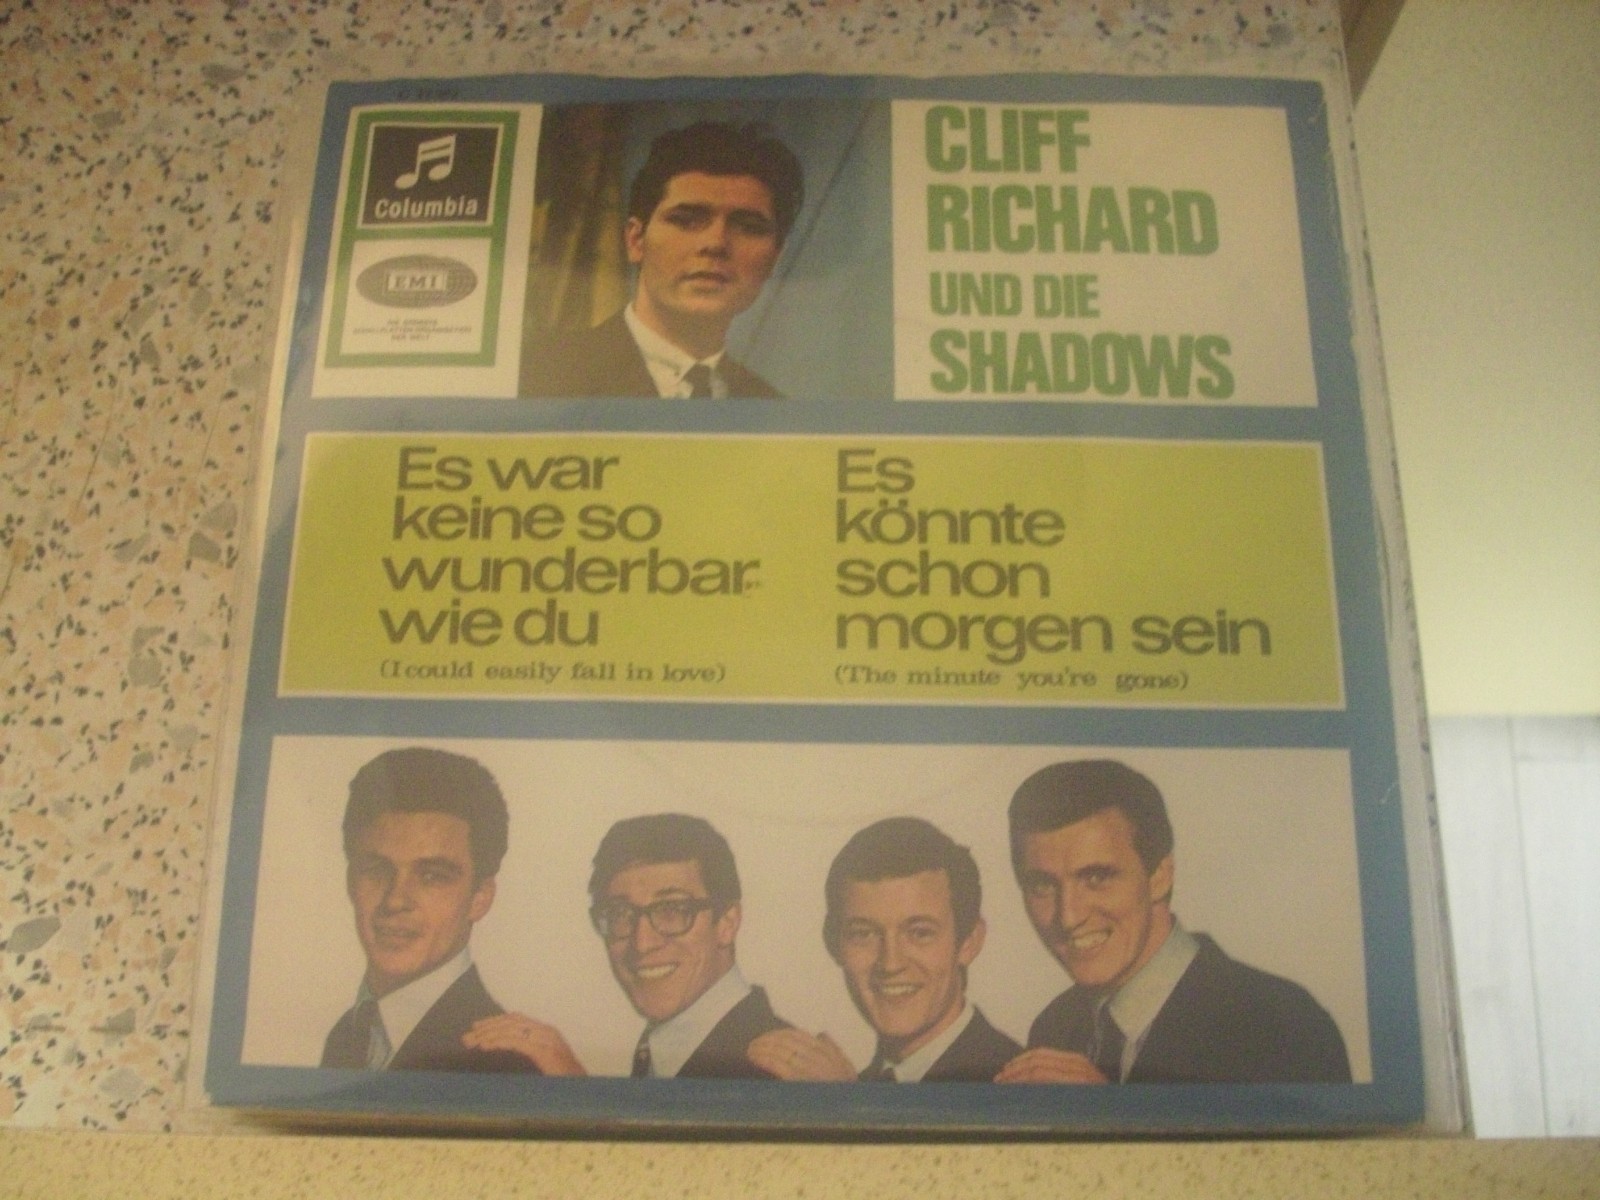 Columbia
EMI
CLIFF
RICHARD
UND DIE
SHADOWS
Es war
keine so
wunderbar
wie du
(I could easily fall in love)
Es
könnte
schon
morgen sein
(The minute you're gone)